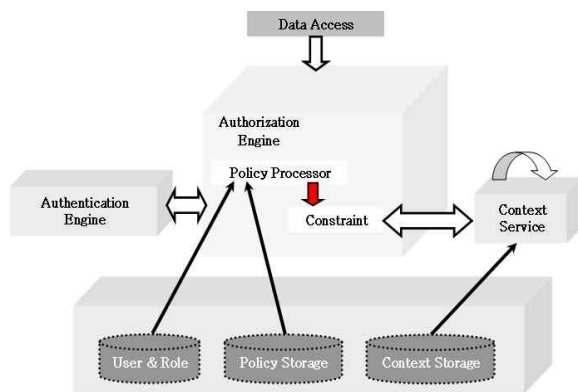 Data Access
Authorization
Engine
Policy Processor
Constraint
Authentication
Engine
Context
Service
User & Role
Policy Storage
Context Storage